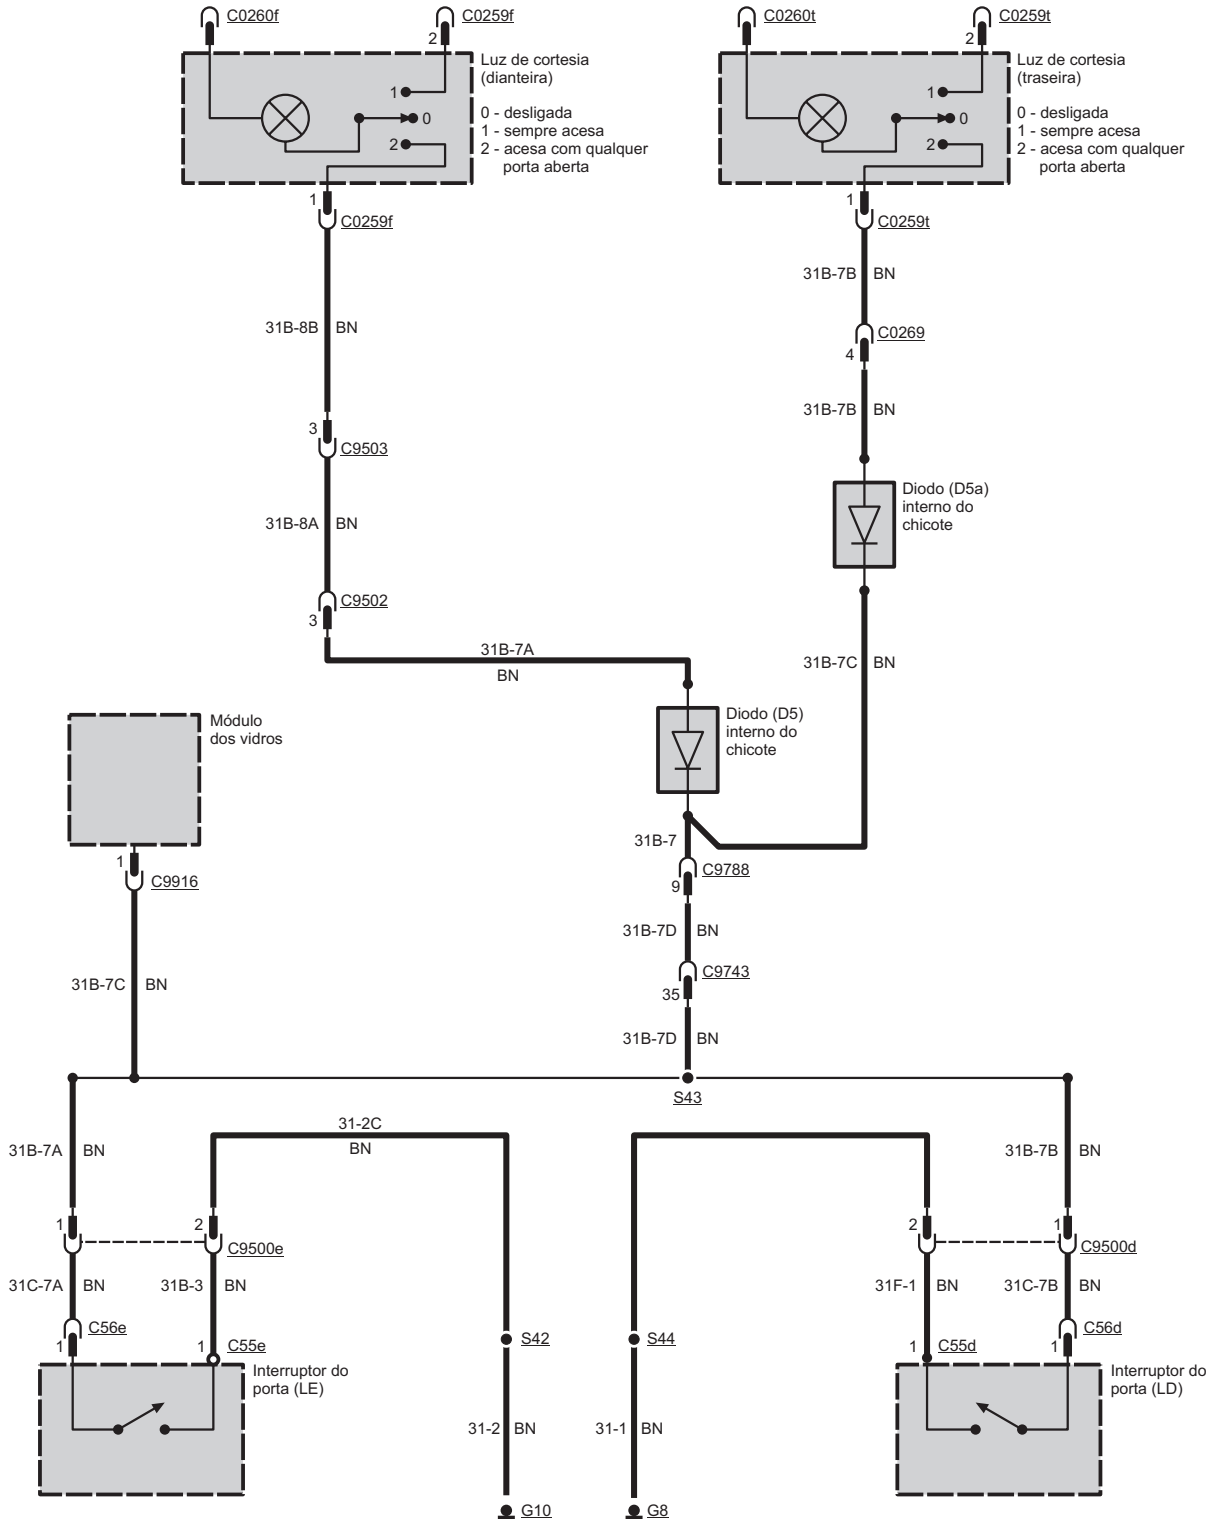 C0260f
C0259f
2
Luz de cortesia
(dianteira)
1
0
2
0 - desligada
1 - sempre acesa
2 - acesa com qualquer
porta aberta
1
C0259f
C0260t
C0259t
2
Luz de cortesia
(traseira)
1
0
2
0 - desligada
1 - sempre acesa
2 - acesa com qualquer
porta aberta
1
C0259t
31B-7B BN
C0269
4
31B-8B BN
31B-7B BN
3
C9503
Diodo (D5a)
interno do
chicote
31B-8A BN
C9502
3
31B-7A
BN
31B-7C BN
Módulo
dos vidros
Diodo (D5)
interno do
chicote
31B-7
1
C9916
C9788
9
31B-7D BN
31B-7C BN
C9743
35
31B-7D BN
S43
31-2C
BN
31B-7A BN
31B-7B BN
1
2
C9500e
2
1
C9500d
31C-7A BN
31B-3 BN
31F-1 BN
31C-7B BN
C56e
1
1
C55e
S42
S44
1
C55d
C56d
1
Interruptor do
porta (LE)
Interruptor do
porta (LD)
31-2 BN
31-1 BN
G10
G8